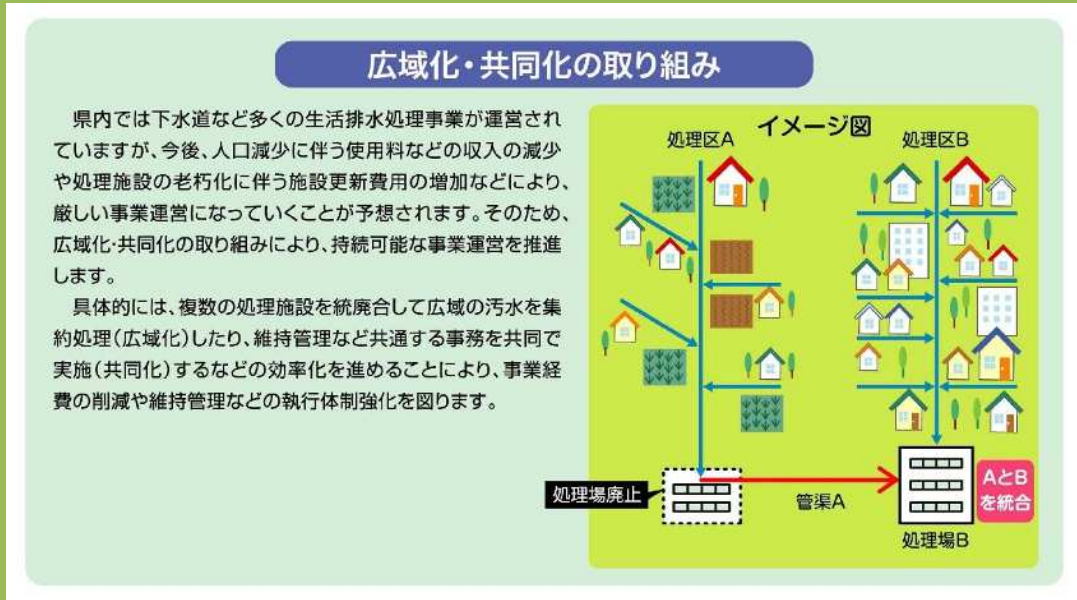 広域化・共同化の取り組み
県内では下水道など多くの生活排水処理事業が運営され
ていますが、今後、人口減少に伴う使用料などの収入の減少
や処理施設の老朽化に伴う施設更新費用の増加などにより、
厳しい事業運営になっていくことが予想されます。そのため、
広域化・共同化の取り組みにより、持続可能な事業運営を推進
します。
具体的には、複数の処理施設を統廃合して広域の汚水を集
約処理(広域化)したり、維持管理など共通する事務を共同で
実施(共同化)するなどの効率化を進めることにより、事業経
費の削減や維持管理などの執行体制強化を図ります。
イメージ図
処理区A
処理区B
処理場廃止
管渠A
AとB
を統合
処理場B